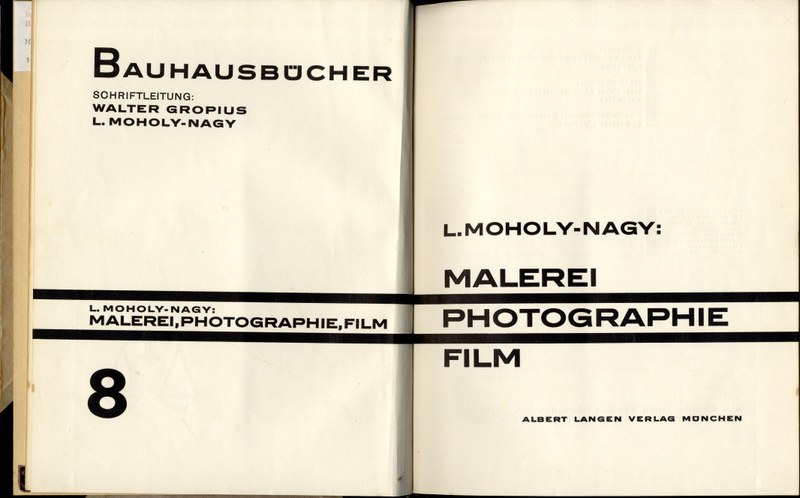 BAUHAUSBÜCHER
SCHRIFTLEITUNG:
WALTER GROPIUS
L. MOHOLY-NAGY
L. MOHOLY-NAGY:
MALEREI, PHOTOGRAPHIE, FILM
8
L. MOHOLY-NAGY:
MALEREI
PHOTOGRAPHIE
FILM
ALBERT LANGEN VERLAG MÜNCHEN